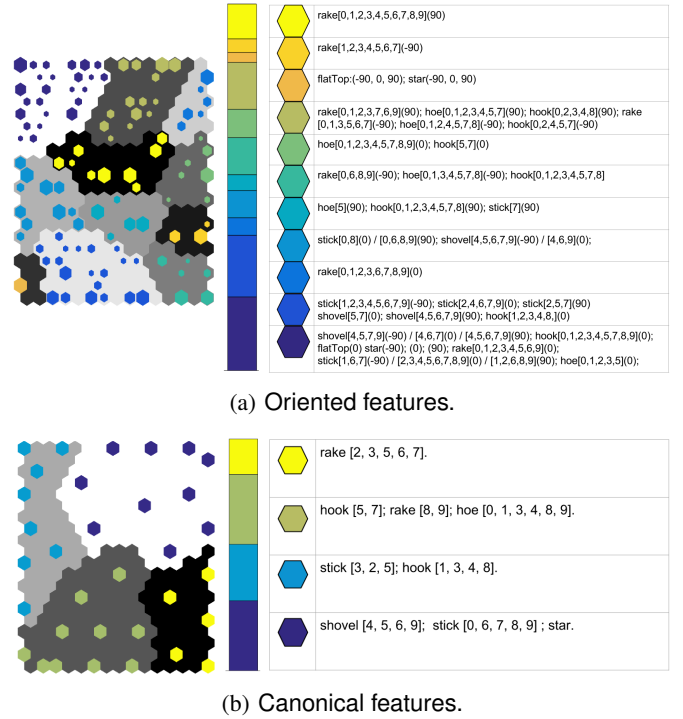 rake[0,1,2,3,4,5,6,7,8,9](90)
rake[1,2,3,4,5,6,7](-90)
flatTop:(-90, 0, 90); star(-90, 0, 90)
rake[0,1,2,3,7,6,9](90); hoe[0,1,2,3,4,5,7](90); hook[0,2,3,4,8](90); rake
[0,1,3,5,6,7](-90); hoe[0,1,2,4,5,7,8](-90); hook[0,2,4,5,7](-90)
hoe[0,1,2,3,4,5,7,8,9](0); hook[5,7](0)
rake[0,6,8,9](-90); hoe[0,1,3,4,5,7,8](-90); hook[0,1,2,3,4,5,7,8]
hoe[5](90); hook[0,1,2,3,4,5,7,8](90); stick[7](90)
stick[0,8](0) / [0,6,8,9](90); shovel[4,5,6,7,9](-90) / [4,6,9](0);
rake[0,1,2,3,6,7,8,9](0)
stick[1,2,3,4,5,6,7,9](-90); stick[2,4,6,7,9](0); stick[2,5,7](90)
shovel[5,7](0); shovel[4,5,6,7,9](90); hook[1,2,3,4,8,](0)
shovel[4,5,7,9](-90) / [4,6,7](0) / [4,5,6,7,9](90); hook[0,1,2,3,4,5,7,8,9](0);
flatTop(0) star(-90); (0); (90); rake[0,1,2,3,4,5,6,9](0);
stick[1,6,7](-90) / [2,3,4,5,6,7,8,9](0) / [1,2,6,8,9](90); hoe[0,1,2,3,5](0);
(a) Oriented features.
rake [2, 3, 5, 6, 7].
hook [5, 7]; rake [8, 9]; hoe [0, 1, 3, 4, 8, 9].
stick [3, 2, 5]; hook [1, 3, 4, 8].
shovel [4, 5, 6, 9]; stick [0, 6, 7, 8, 9] ; star.
(b) Canonical features.